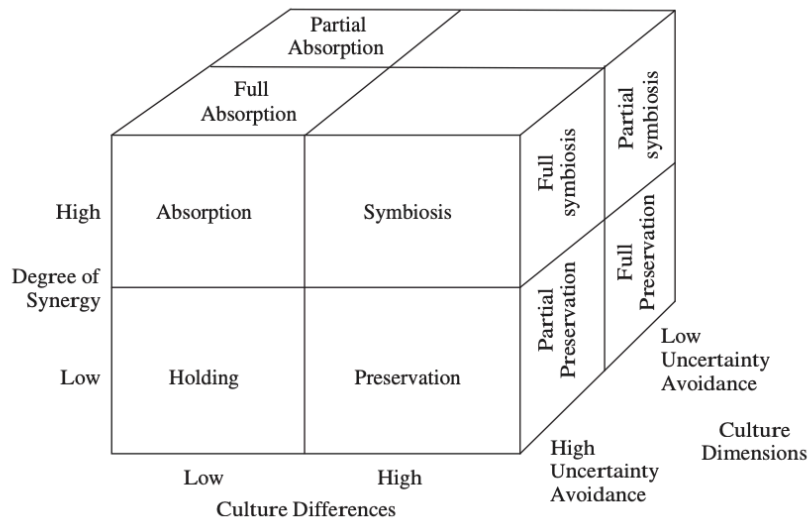 Partial
Absorption
Full
Absorption
Partial
symbiosis
Full
symbiosis
High
Absorption
Symbiosis
Degree of
Synergy
Partial
Preservation
Full
Preservation
Low
Holding
Preservation
Low
Uncertainty
Avoidance
Culture
Dimensions
High
Uncertainty
Avoidance
Low
High
Culture Differences